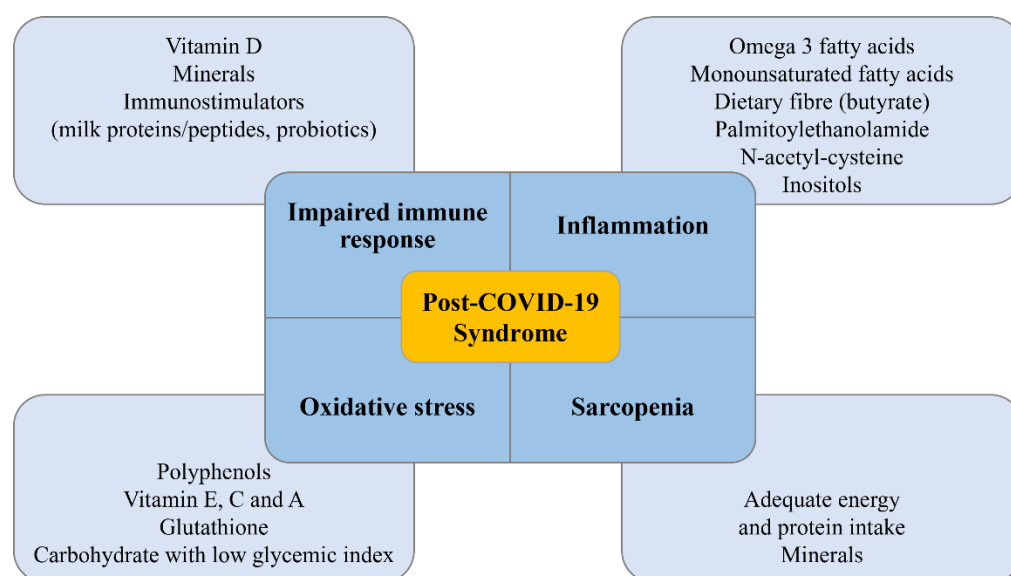 Vitamin D
Minerals
Immunostimulators
(milk proteins/peptides, probiotics)
Omega 3 fatty acids
Monounsaturated fatty acids
Dietary fibre (butyrate)
Palmitoylethanolamide
N-acetyl-cysteine
Inositols
Impaired immune
response
Inflammation
Post-COVID-19
Syndrome
Oxidative stress
Sarcopenia
Polyphenols
Vitamin E, C and A
Glutathione
Carbohydrate with low glycemic index
Adequate energy
and protein intake
Minerals